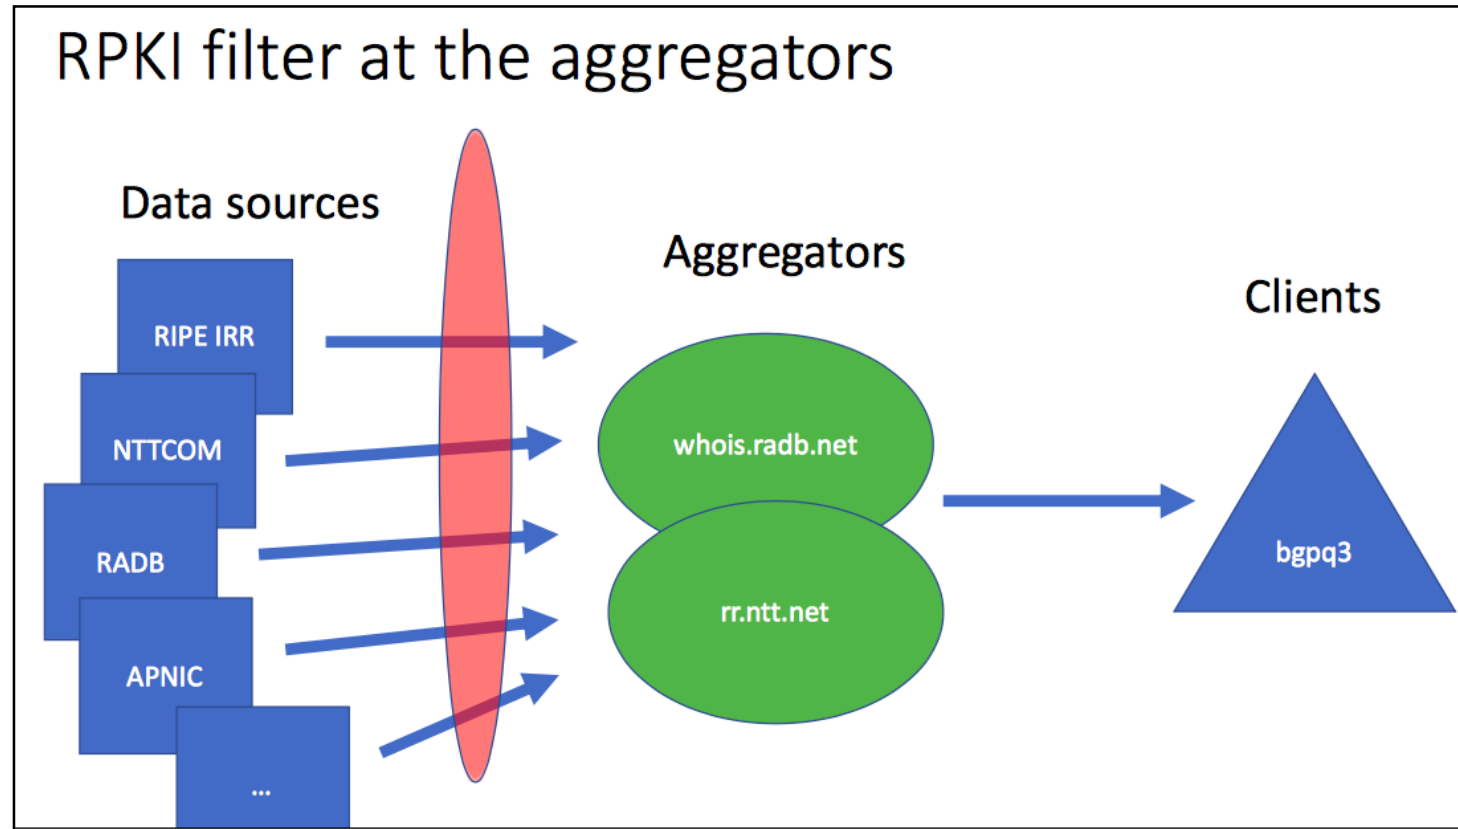 RPKI filter at the aggregators
Data sources
Aggregators
Clients
RIPE IRR
NTTCOM
RADB
APNIC
...
whois.radb.net
rr.ntt.net
bgpq3